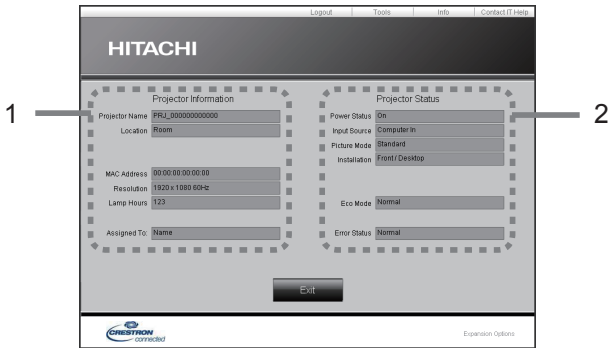 Logout Tools Info Contact IT Help
HITACHI
1
2
Projector Information
Projector Name PRJ_000000000000
Location Room
MAC Address 00:00:00:00:00:00
Resolution 1920 x 1080 60Hz
Lamp Hours 123
Assigned To: Name
Projector Status
Power Status On
Input Source Computer In
Picture Mode Standard
Installation Front / Desktop
Eco Mode Normal
Error Status Normal
Exit
CRESTRON
connected
Expansion Options